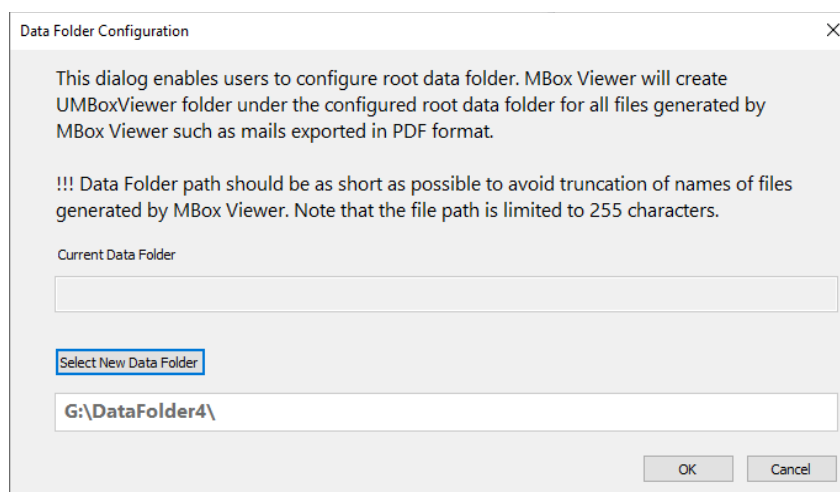 Data Folder Configuration
This dialog enables users to configure root data folder. MBox Viewer will create
UMBoxViewer folder under the configured root data folder for all files generated by
MBox Viewer such as mails exported in PDF format.
!!! Data Folder path should be as short as possible to avoid truncation of names of files
generated by MBox Viewer. Note that the file path is limited to 255 characters.
Current Data Folder
Select New Data Folder
G:\DataFolder4\
OK Cancel